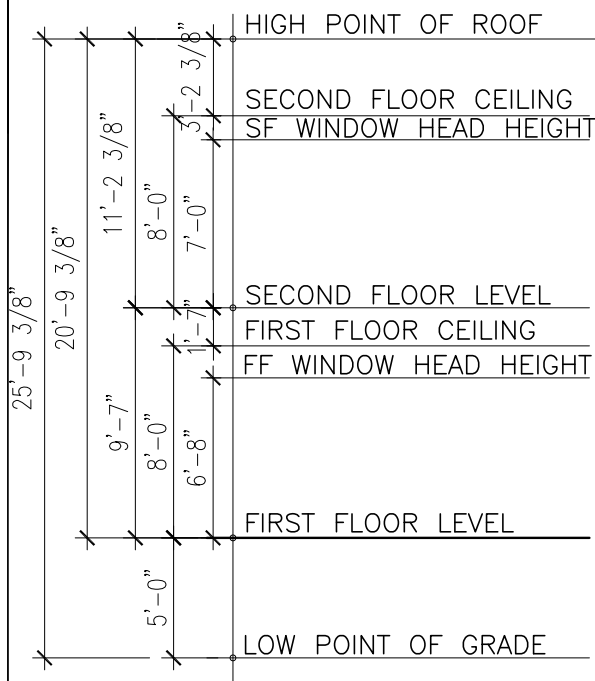 HIGH POINT OF ROOF
3'-2 3/8"
SECOND FLOOR CEILING
SF WINDOW HEAD HEIGHT
11'-2 3/8"
8'-0"
7'-0"
25'-9 3/8"
20'-9 3/8"
SECOND FLOOR LEVEL
1'-7"
FIRST FLOOR CEILING
FF WINDOW HEAD HEIGHT
9'-7"
8'-0"
6'-8"
FIRST FLOOR LEVEL
5'-0"
LOW POINT OF GRADE